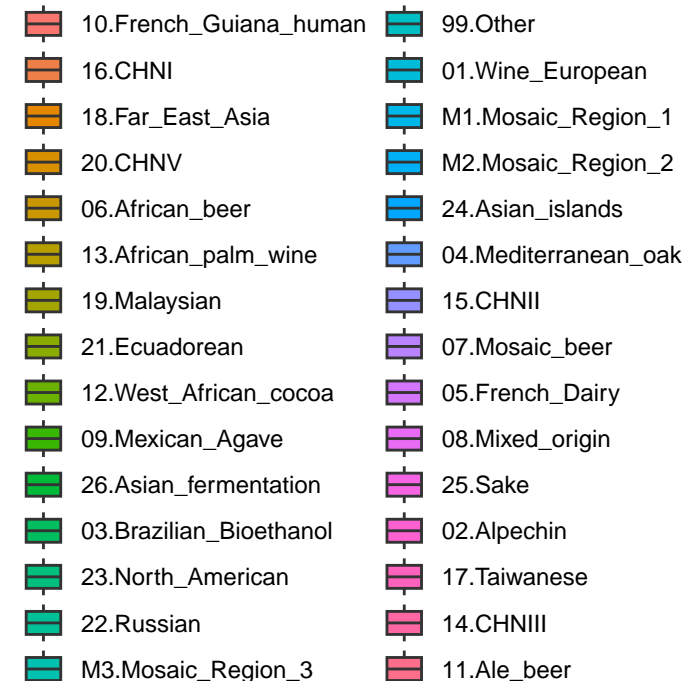 10.French_Guiana_human
16.CHNI
18.Far_East_Asia
20.CHNV
06.African_beer
13.African_palm_wine
19.Malaysian
21.Ecuadorean
12.West_African_cocoa
09.Mexican_Agave
26.Asian_fermentation
03.Brazilian_Bioethanol
23.North_American
22.Russian
M3.Mosaic_Region_3
99.Other
01.Wine_European
M1.Mosaic_Region_1
M2.Mosaic_Region_2
24.Asian_islands
04.Mediterranean_oak
15.CHNII
07.Mosaic_beer
05.French_Dairy
08.Mixed_origin
25.Sake
02.Alpechin
17.Taiwanese
14.CHNIII
11.Ale_beer